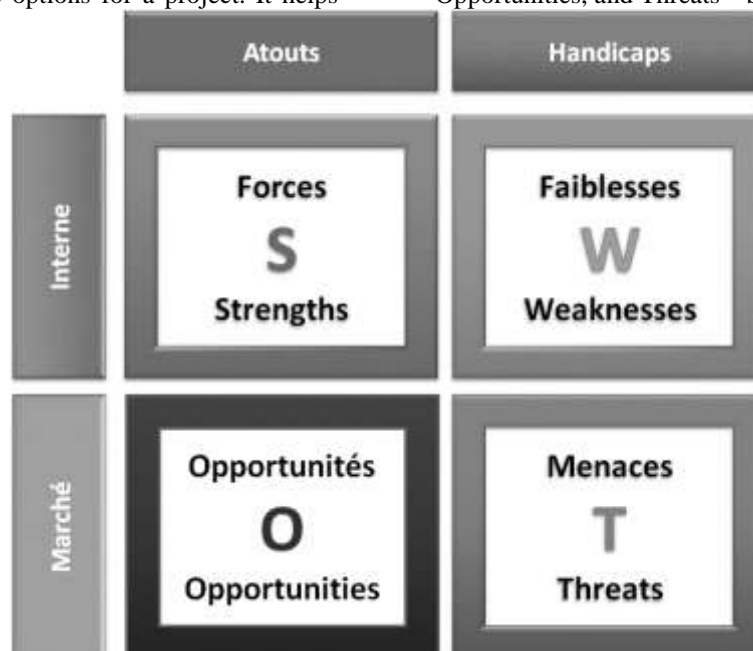 options for a project. It helps
Opportunities, and Threats
Atouts
Handicaps
Interne
Forces
S
Strengths
Faiblesses
W
Weaknesses
Marché
Opportunités
O
Opportunities
Menaces
T
Threats